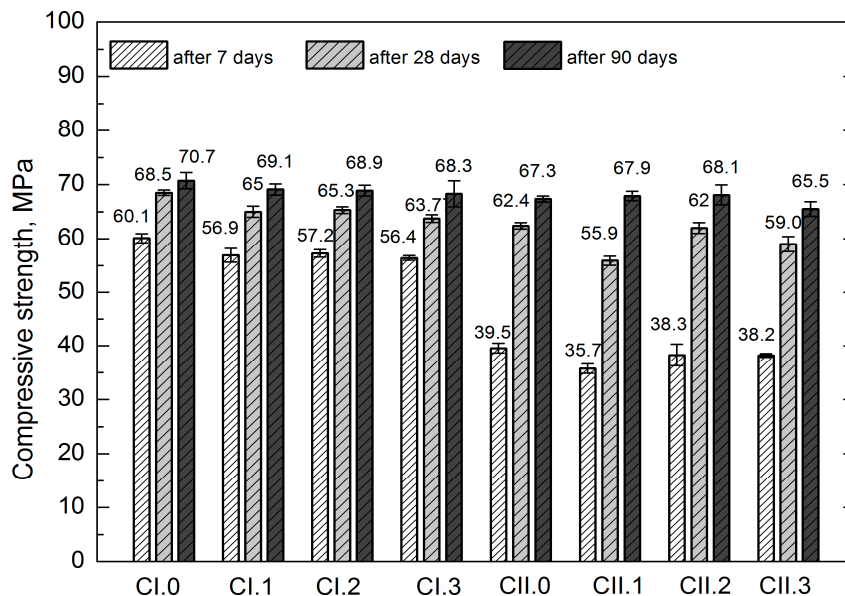 Compressive strength, MPa
100
90
80
70
60
50
40
30
20
10
0
after 7 days after 28 days after 90 days
60.1 68.5 70.7
56.9 65 69.1
57.2 65.3 68.9
56.4 63.7 68.3
39.5 62.4 67.3
35.7 55.9 67.9
38.3 62 68.1
38.2 59.0 65.5
CI.0 CI.1 CI.2 CI.3 CII.0 CII.1 CII.2 CII.3